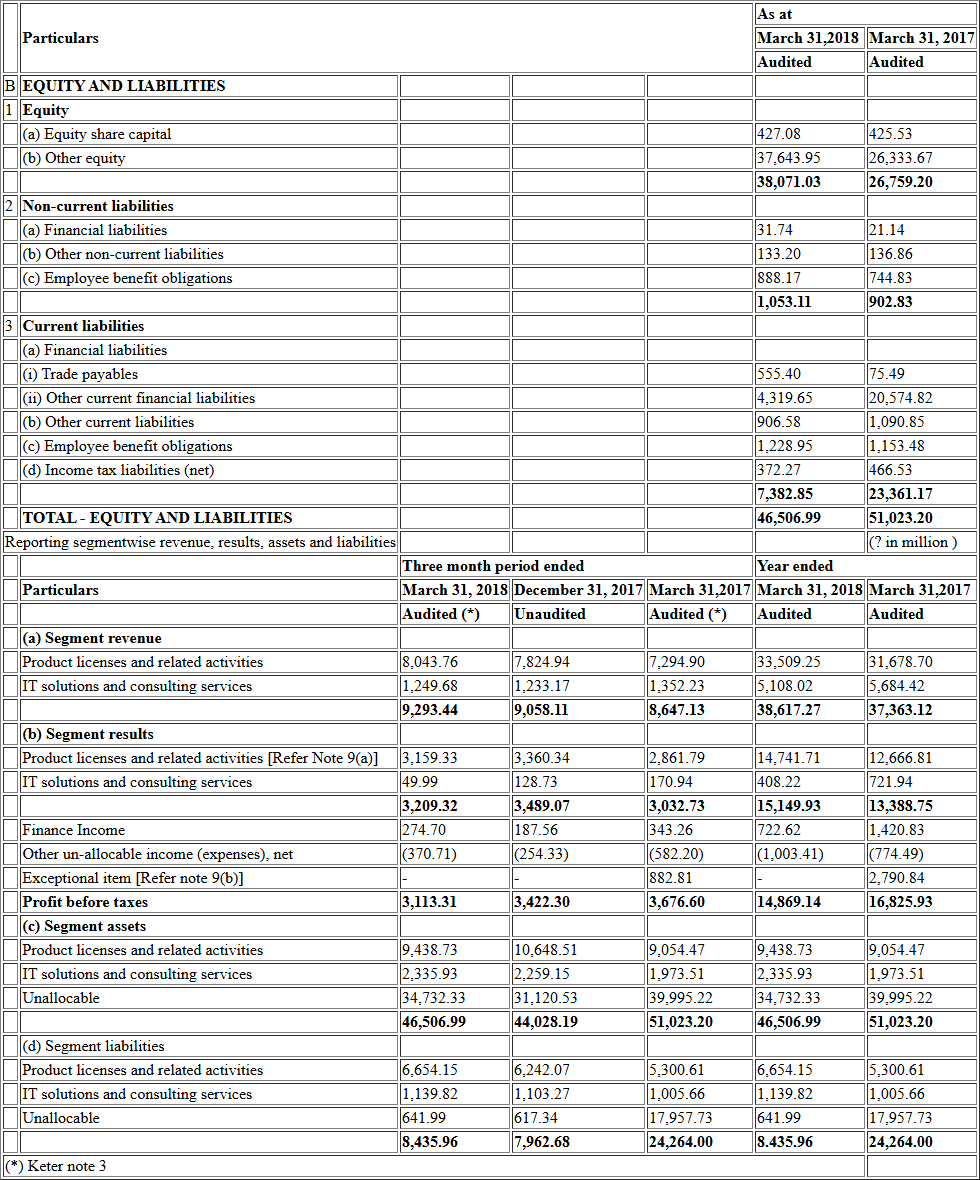 Particulars As at
March 31,2018 March 31, 2017
Audited Audited
B EQUITY AND LIABILITIES
1 Equity
(a) Equity share capital 427.08 425.53
(b) Other equity 37,643.95 26,333.67
38,071.03 26,759.20
2 Non-current liabilities
(a) Financial liabilities 31.74 21.14
(b) Other non-current liabilities 133.20 136.86
(c) Employee benefit obligations 888.17 744.83
1,053.11 902.83
3 Current liabilities
(a) Financial liabilities
(i) Trade payables 555.40 75.49
(ii) Other current financial liabilities 4,319.65 20,574.82
(b) Other current liabilities 906.58 1,090.85
(c) Employee benefit obligations 1,228.95 1,153.48
(d) Income tax liabilities (net) 372.27 466.53
7,382.85 23,361.17
TOTAL - EQUITY AND LIABILITIES 46,506.99 51,023.20
Reporting segmentwise revenue, results, assets and liabilities (? in million )
Three month period ended Year ended
Particulars March 31, 2018 December 31, 2017 March 31,2017 March 31, 2018 March 31,2017
Audited (*) Unaudited Audited (*) Audited Audited
(a) Segment revenue
Product licenses and related activities 8,043.76 7,824.94 7,294.90 33,509.25 31,678.70
IT solutions and consulting services 1,249.68 1,233.17 1,352.23 5,108.02 5,684.42
9,293.44 9,058.11 8,647.13 38,617.27 37,363.12
(b) Segment results
Product licenses and related activities [Refer Note 9(a)] 3,159.33 3,360.34 2,861.79 14,741.71 12,666.81
IT solutions and consulting services 49.99 128.73 170.94 408.22 721.94
3,209.32 3,489.07 3,032.73 15,149.93 13,388.75
Finance Income 274.70 187.56 343.26 722.62 1,420.83
Other un-allocable income (expenses), net (370.71) (254.33) (582.20) (1,003.41) (774.49)
Exceptional item [Refer note 9(b)] - - 882.81 - 2,790.84
Profit before taxes 3,113.31 3,422.30 3,676.60 14,869.14 16,825.93
(c) Segment assets
Product licenses and related activities 9,438.73 10,648.51 9,054.47 9,438.73 9,054.47
IT solutions and consulting services 2,335.93 2,259.15 1,973.51 2,335.93 1,973.51
Unallocable 34,732.33 31,120.53 39,995.22 34,732.33 39,995.22
46,506.99 44,028.19 51,023.20 46,506.99 51,023.20
(d) Segment liabilities
Product licenses and related activities 6,654.15 6,242.07 5,300.61 6,654.15 5,300.61
IT solutions and consulting services 1,139.82 1,103.27 1,005.66 1,139.82 1,005.66
Unallocable 641.99 617.34 17,957.73 641.99 17,957.73
8,435.96 7,962.68 24,264.00 8.435.96 24,264.00
(*) Keter note 3